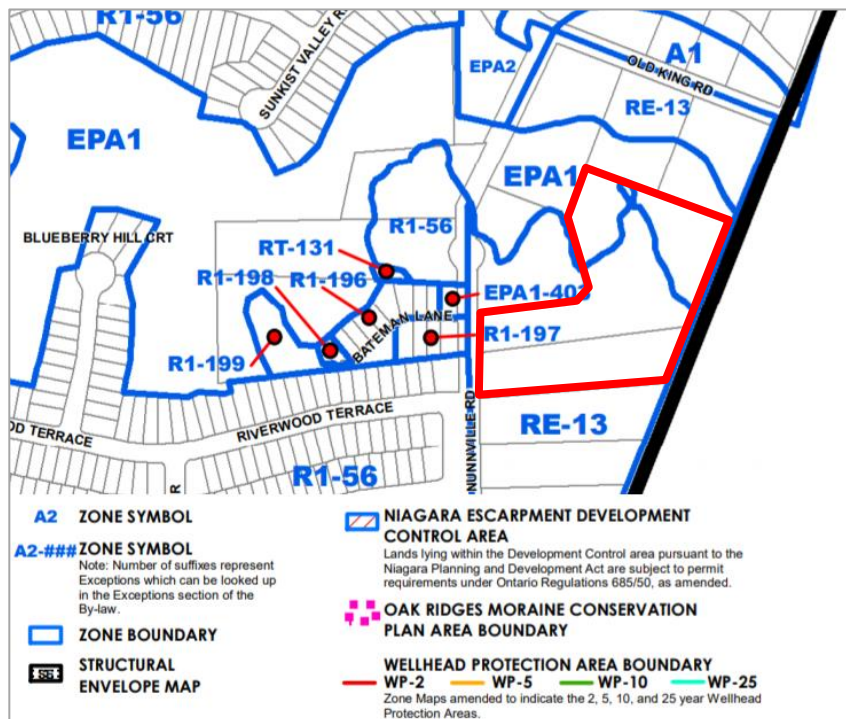 R1-56
SUNKIST VALLEY R
A1
OLD KING RD
EPA2
RE-13
EPA1
EPA1
BLUEBERRY HILL CRT
R1-56
RT-131
R1-198
R1-196
EPA1-403
BATEMAN LANE
R1-197
R1-199
RIVERWOOD TERRACE
OD TERRACE
NUNNVILLE RD
RE-13
R1-56
R
A2 ZONE SYMBOL
A2-### ZONE SYMBOL
Note: Number of suffixes represent
Exceptions which can be looked up
in the Exceptions section of the
By-law.
ZONE BOUNDARY
S6 STRUCTURAL
ENVELOPE MAP
NIAGARA ESCARPMENT DEVELOPMENT
CONTROL AREA
Lands lying within the Development Control area pursuant to the
Niagara Planning and Development Act are subject to permit
requirements under Ontario Regulations 685/50, as amended.
OAK RIDGES MORAINE CONSERVATION
PLAN AREA BOUNDARY
WELLHEAD PROTECTION AREA BOUNDARY
WP-2 WP-5 WP-10 WP-25
Zone Maps amended to indicate the 2, 5, 10, and 25 year Wellhead
Protection Areas.